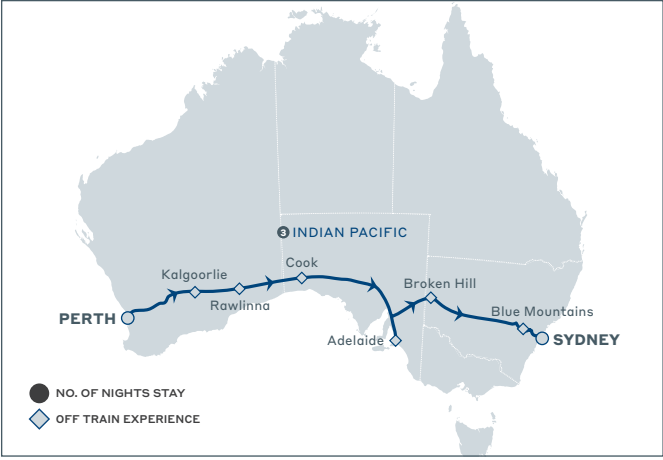 3 INDIAN PACIFIC
Cook
Kalgoorlie
Broken Hill
Rawlinna
Blue Mountains
PERTH
Adelaide
SYDNEY
NO. OF NIGHTS STAY
OFF TRAIN EXPERIENCE